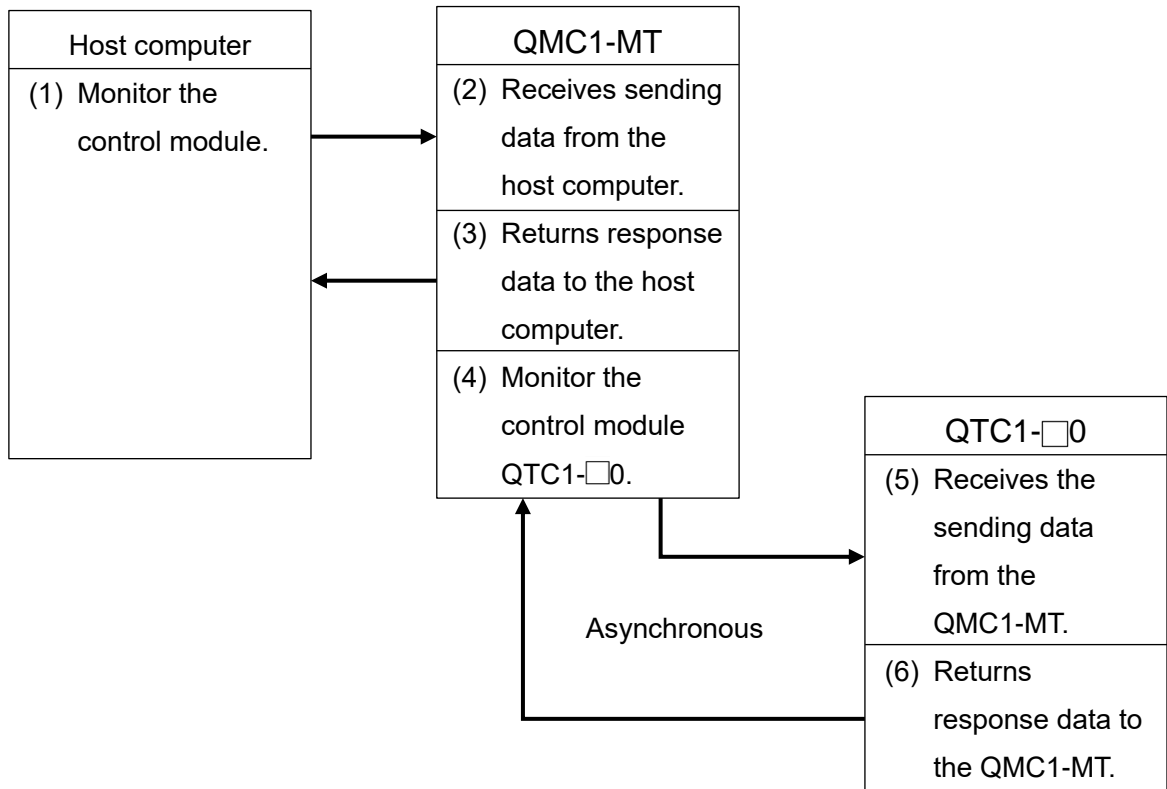 Host computer
(1) Monitor the
control module.
QMC1-MT
(2) Receives sending
data from the
host computer.
(3) Returns response
data to the host
computer.
(4) Monitor the
control module
QTC1-□0.
Asynchronous
QTC1-□0
(5) Receives the
sending data
from the
QMC1-MT.
(6) Returns
response data to
the QMC1-MT.